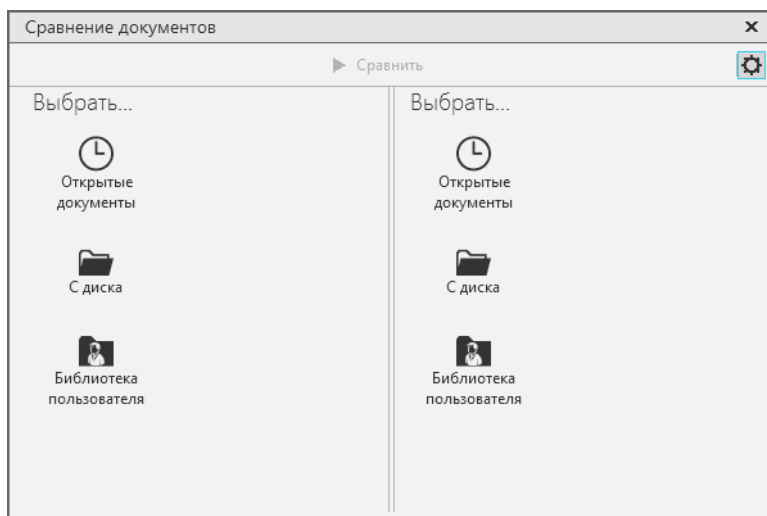 Сравнение документов
Сравнить
Выбрать...
Открытые
документы
С диска
Библиотека
пользователя
Выбрать...
Открытые
документы
С диска
Библиотека
пользователя